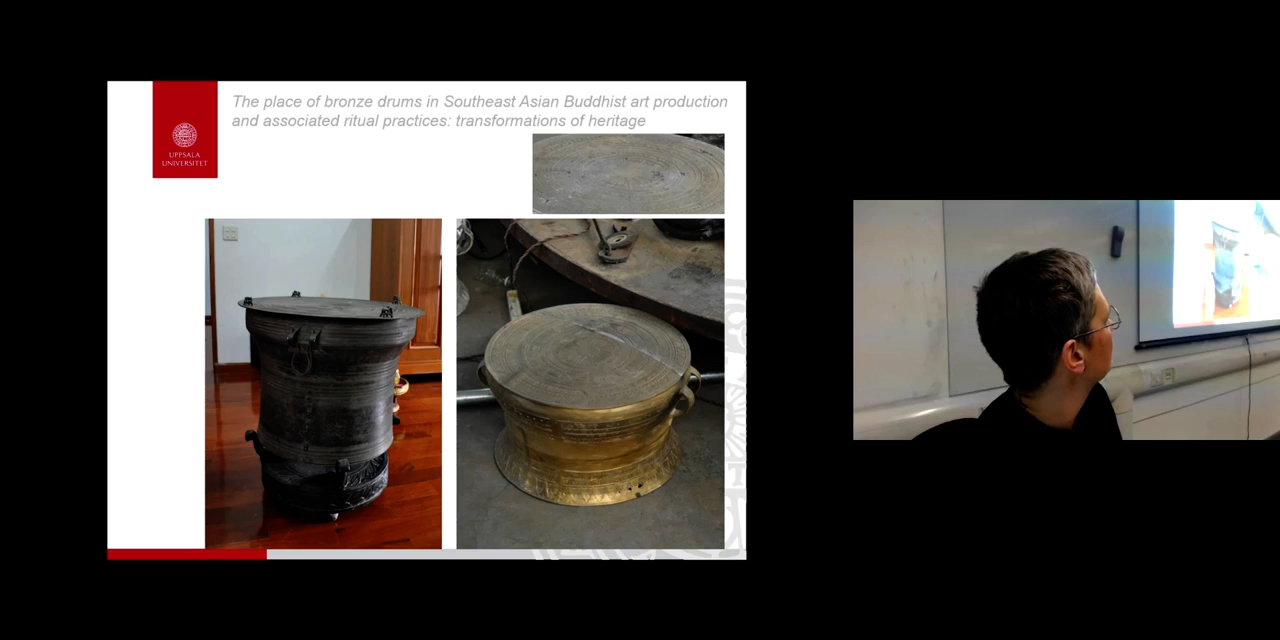 The place of bronze drums in Southeast Asian Buddhist art production
and associated ritual practices: transformations of heritage
UPPSALA
UNIVERSITET